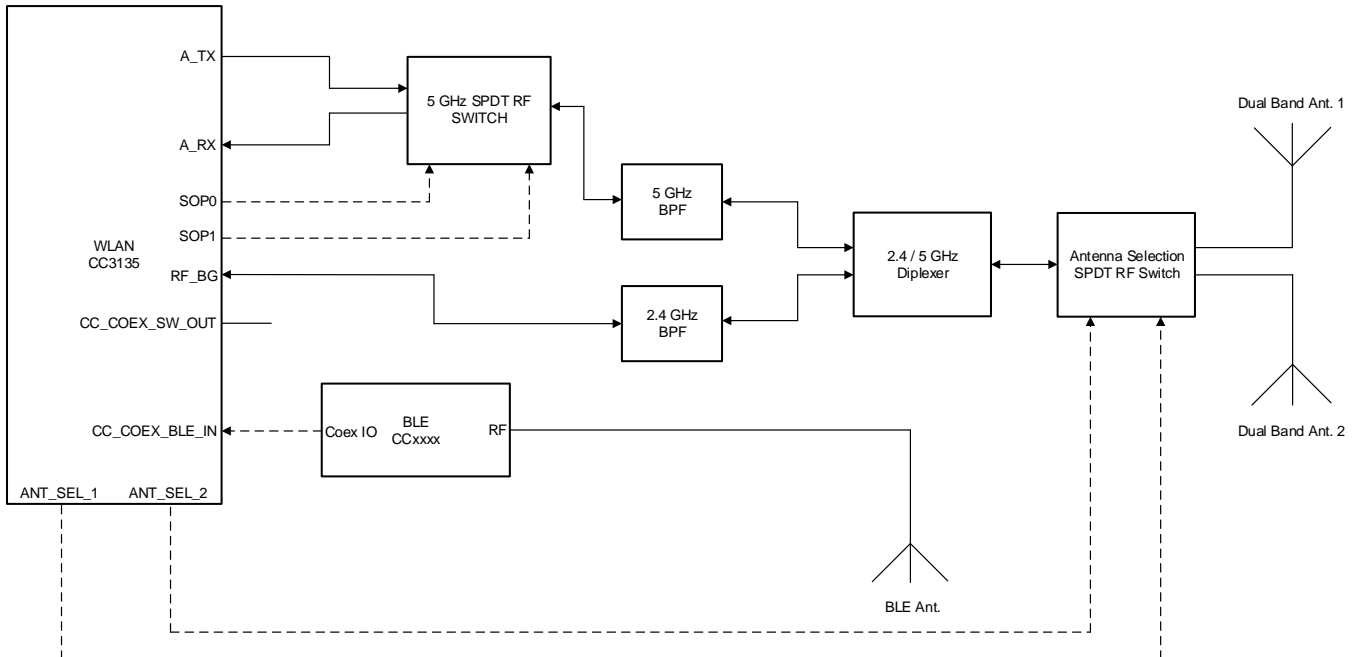 A_TX
A_RX
SOP0
SOP1
WLAN
CC3135
RF_BG
CC_COEX_SW_OUT
CC_COEX_BLE_IN
ANT_SEL_1
ANT_SEL_2
5 GHz SPDT RF
SWITCH
5 GHz
BPF
2.4 GHz
BPF
2.4 / 5 GHz
Diplexer
Antenna Selection
SPDT RF Switch
Dual Band Ant. 1
Dual Band Ant. 2
Coex IO
BLE
CCxxxx
RF
BLE Ant.